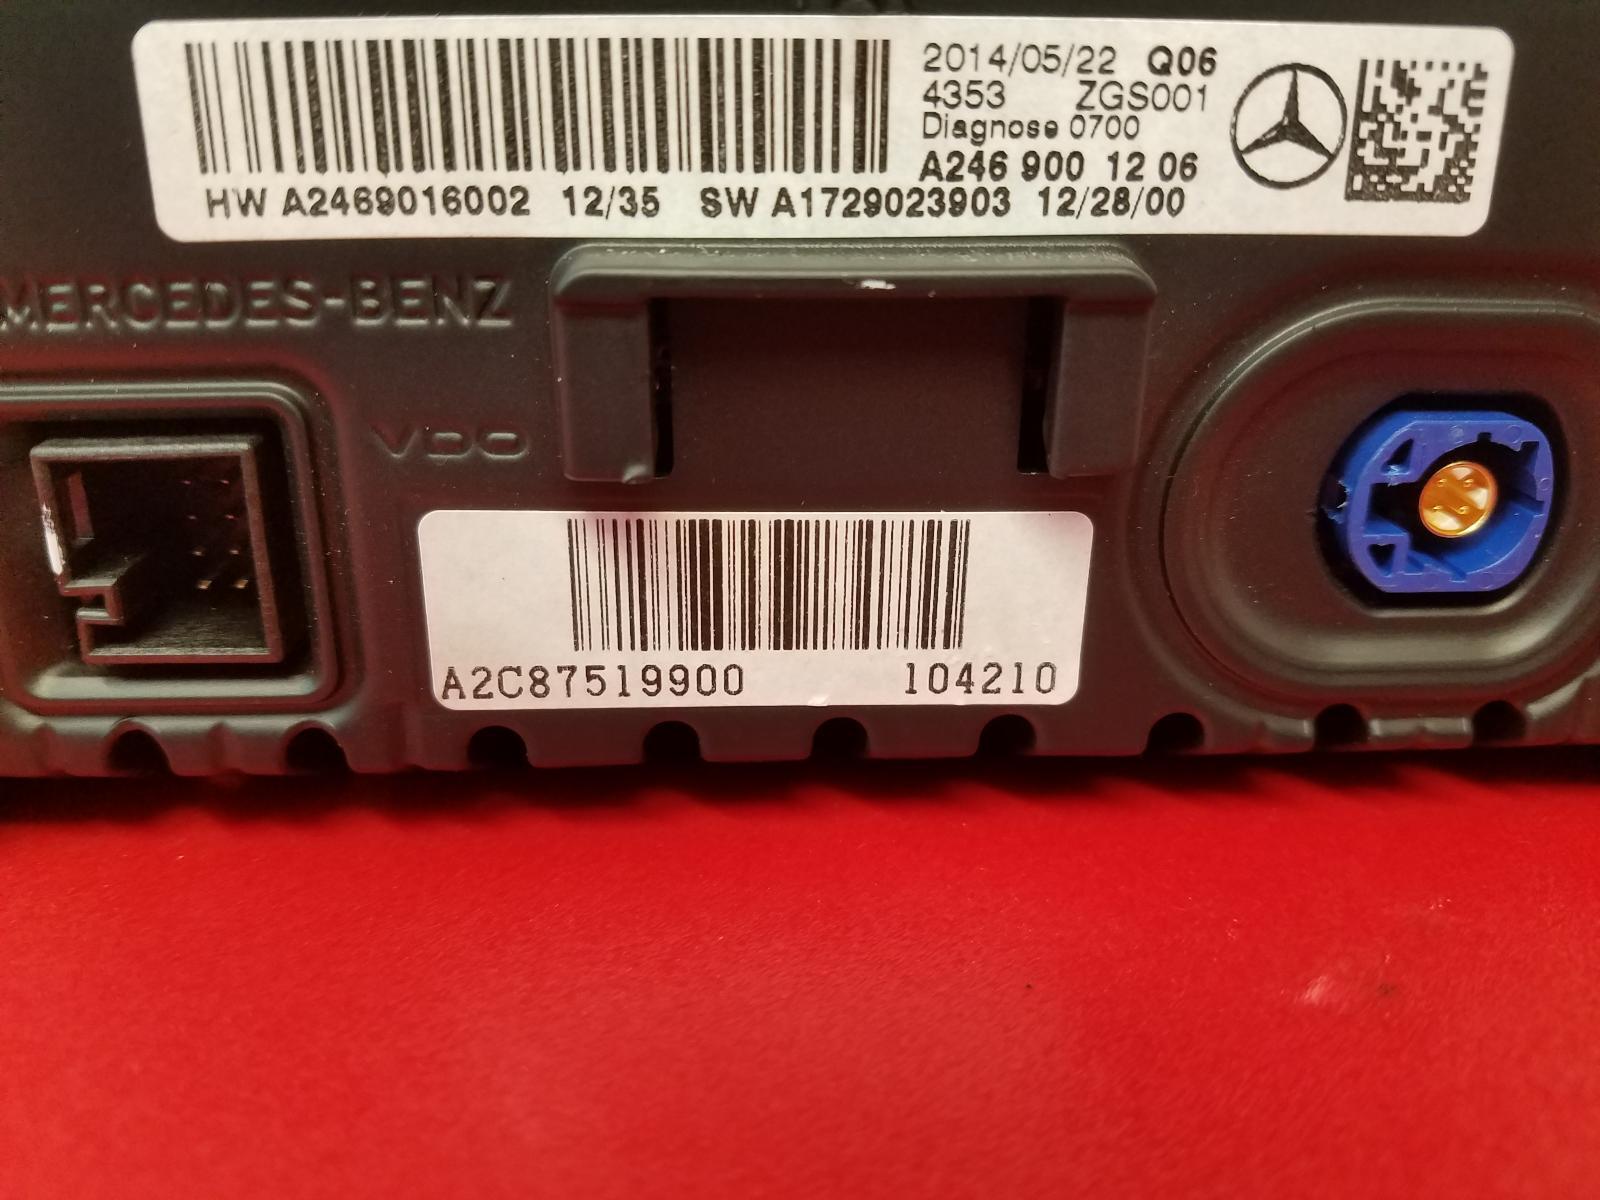 2014/05/22 Q06
4353 ZGS001
Diagnose 0700
A246 900 12 06
HW A2469016002 12/35 SW A1729023903 12/28/00
MERCEDES-BENZ
VDO
A2C87519900 104210